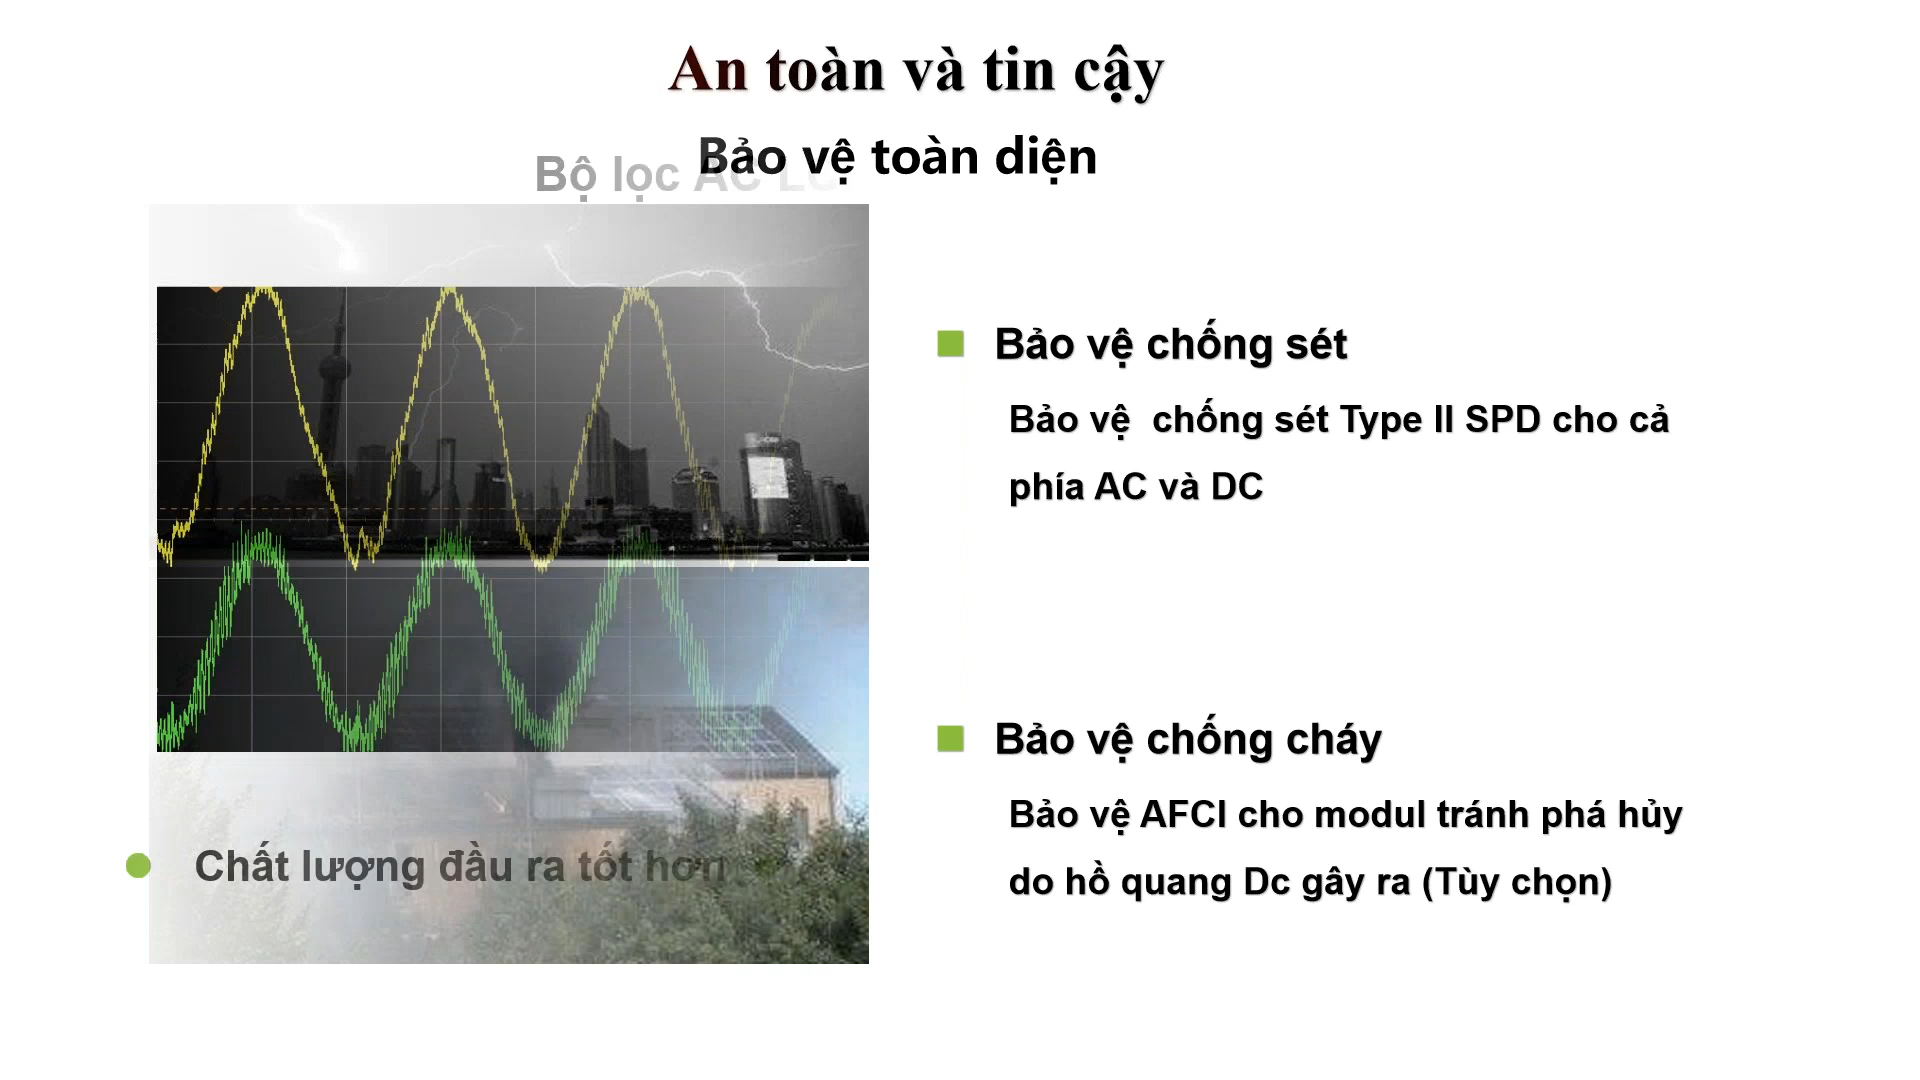 An toàn và tin cậy
Bảo vệ toàn diện
Bộ lọc AC LC
Bảo vệ chống sét
Bảo vệ chống sét Type II SPD cho cả
phía AC và DC
Bảo vệ chống cháy
Bảo vệ AFCI cho modul tránh phá hủy
do hồ quang Dc gây ra (Tùy chọn)
Chất lượng đầu ra tốt hơn